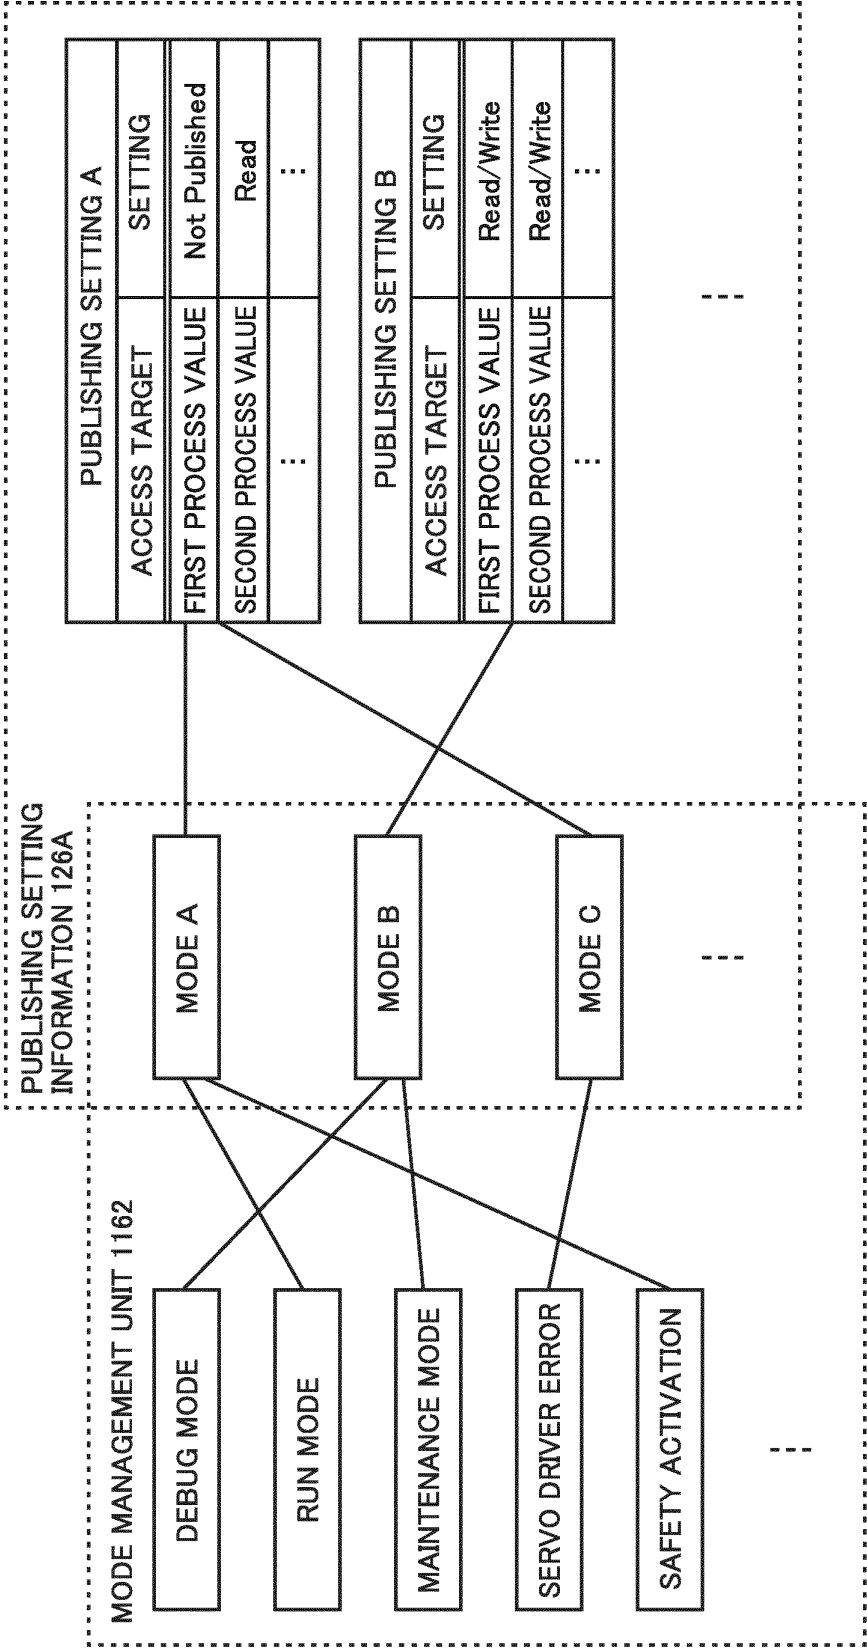 PUBLISHING SETTING
INFORMATION 126A
MODE MANAGEMENT UNIT 1162
DEBUG MODE
RUN MODE
MAINTENANCE MODE
SERVO DRIVER ERROR
SAFETY ACTIVATION
MODE A
MODE B
MODE C
PUBLISHING SETTING A
ACCESS TARGET SETTING
FIRST PROCESS VALUE Not Published
SECOND PROCESS VALUE Read
... ...
PUBLISHING SETTING B
ACCESS TARGET SETTING
FIRST PROCESS VALUE Read/Write
SECOND PROCESS VALUE Read/Write
... ...